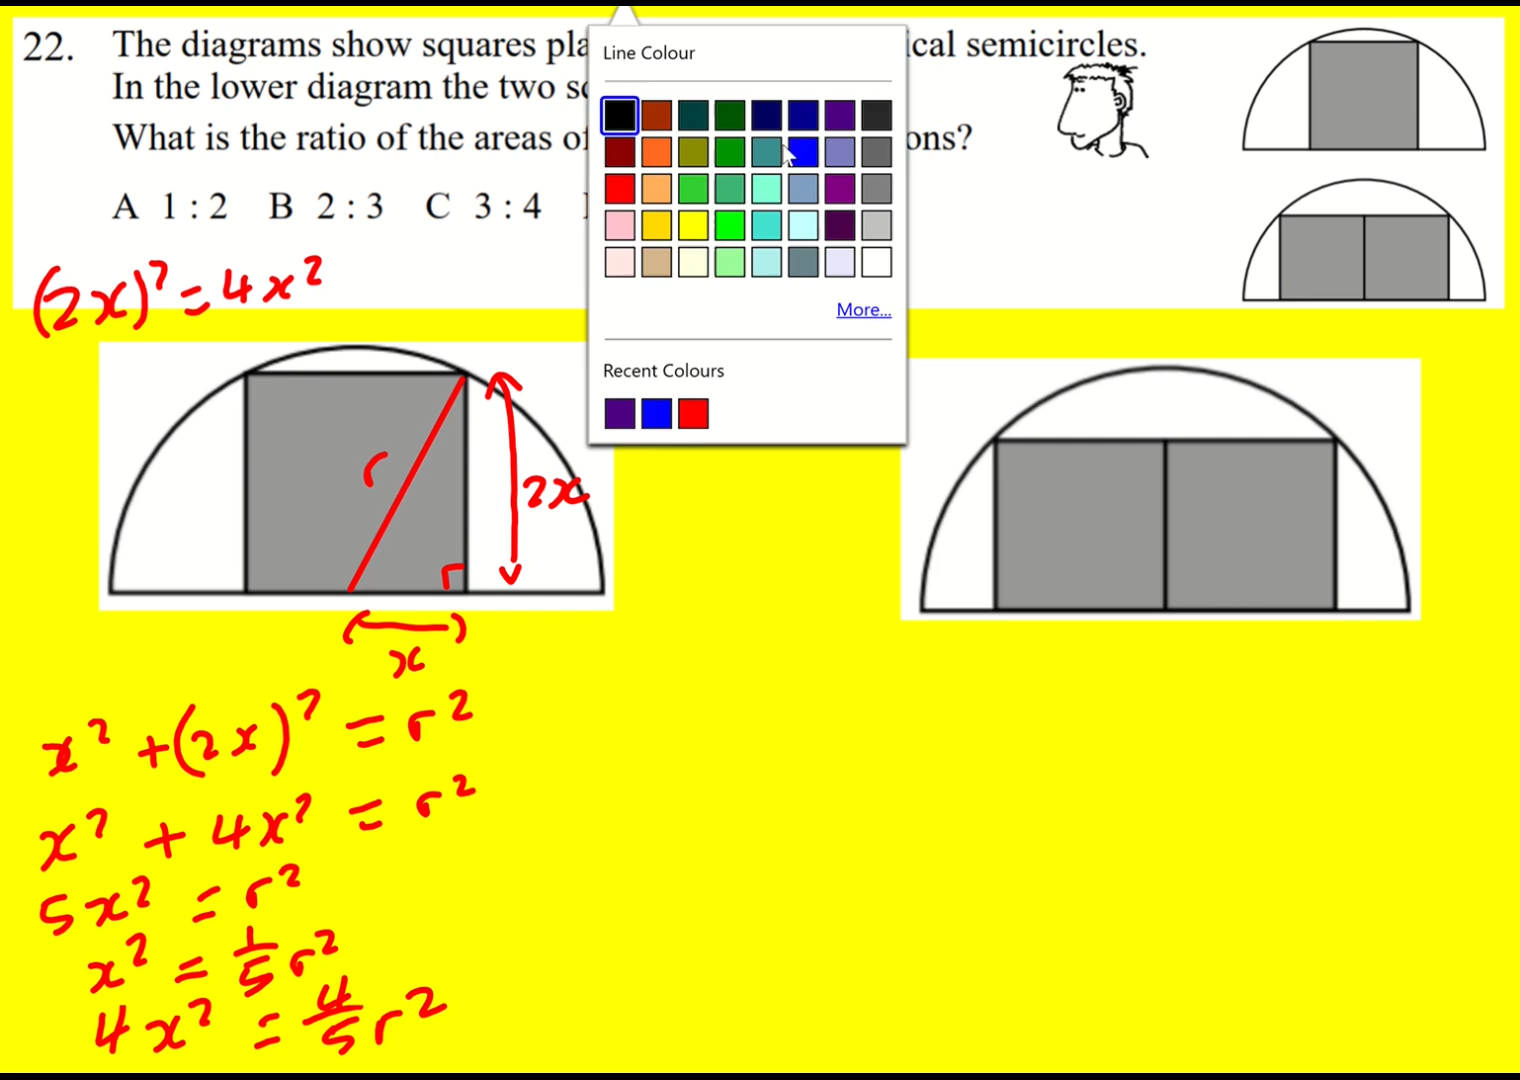 22. The diagrams show squares pla ical semicircles.
In the lower diagram the two s
What is the ratio of the areas of ons?
A 1 : 2 B 2 : 3 C 3 : 4
Line Colour
More...
Recent Colours
(2x)² = 4x²
r
2x
x
x² + (2x)² = r²
x² + 4x² = r²
5x² = r²
x² = 1/5 r²
4x² = 4/5 r²